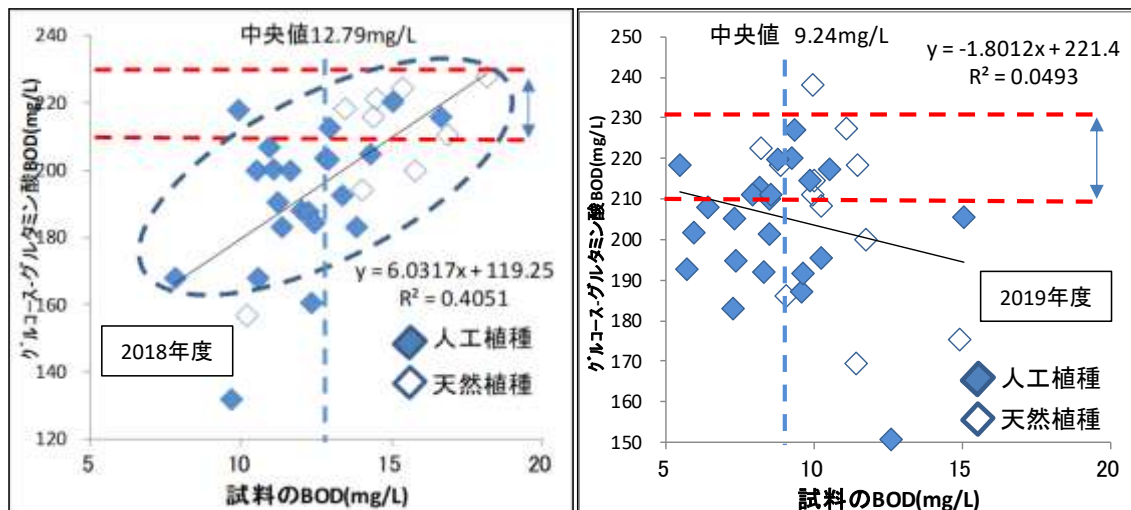 中央値12.79mg/L
240
220
200
180
160
140
120
5
10
15
20
グルコース-グルタミン酸BOD(mg/L)
y = 6.0317x + 119.25
R² = 0.4051
2018年度
人工植種
天然植種
試料のBOD(mg/L)
中央値 9.24mg/L
y = -1.8012x + 221.4
R² = 0.0493
250
240
230
220
210
200
190
180
170
160
150
5
10
15
20
グルコース-グルタミン酸BOD(mg/L)
2019年度
人工植種
天然植種
試料のBOD(mg/L)